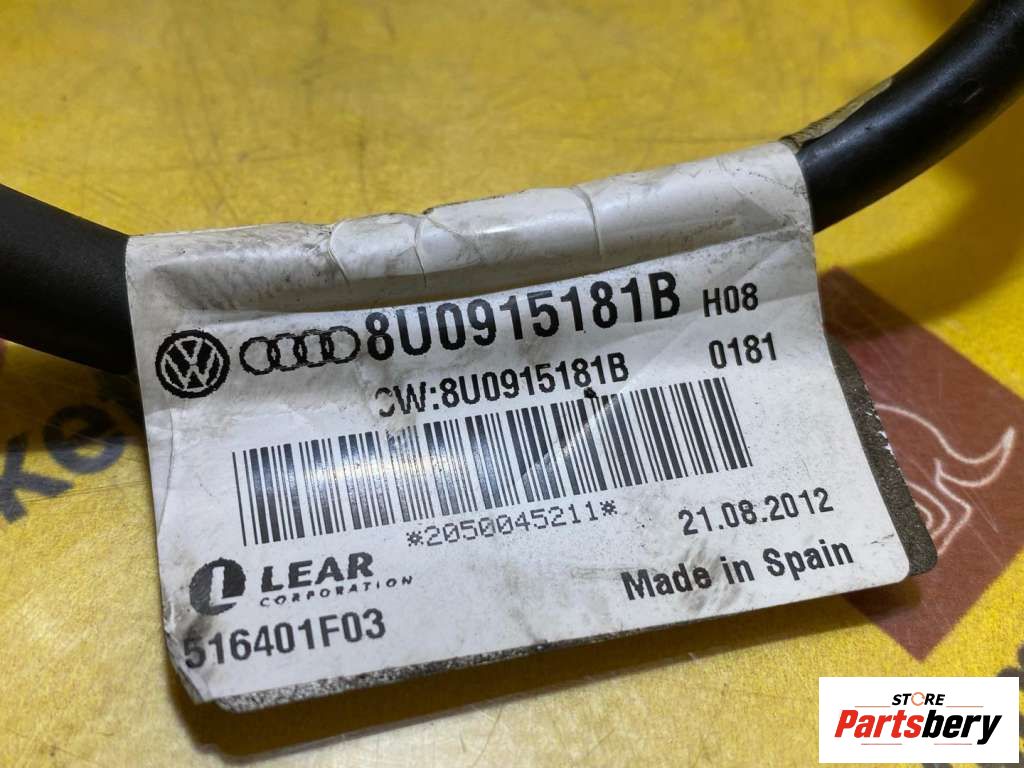 8U0915181B H08
CW:8U0915181B 0181
*2050045211*
21.08.2012
LEAR
CORPORATION
Made in Spain
516401F03
STORE
Partsbery